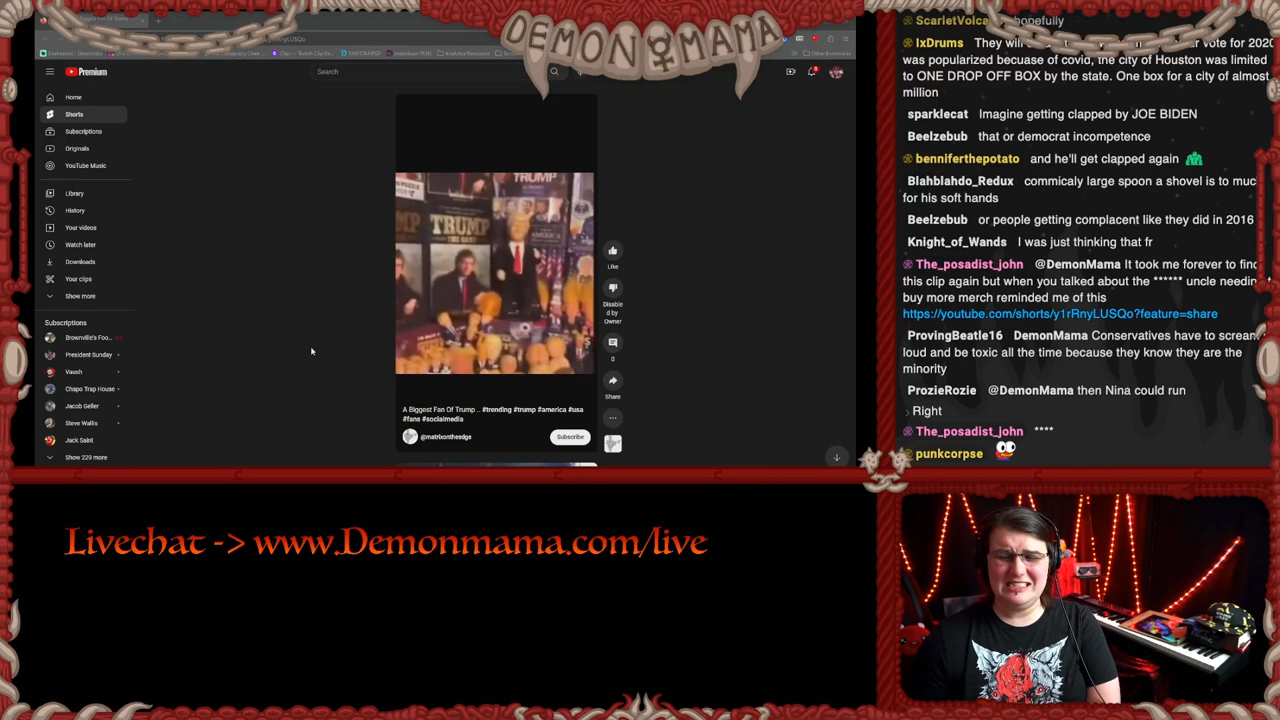 DEMON MAMA
Premium
Search
Home
Shorts
Subscriptions
Originals
YouTube Music
Library
History
Your videos
Watch later
Downloads
Your clips
Show more
Subscriptions
Brownville's Foo...
President Sunday
Vaush
Chapo Trap House
Jacob Geller
Steve Wallis
Jack Saint
Show 229 more
TRUMP
TRUMP
Like
Disable
d by
Owner
0
Share
A Biggest Fan Of Trump .. #trending #trump #america #usa
#fans #socialmedia
@matrixontheedge
Subscribe
Livechat -> www.Demonmama.com/live
ScarletVolca hopefully
IxDrums They will
vote for 2020
was popularized becuase of covid, the city of Houston was limited
to ONE DROP OFF BOX by the state. One box for a city of almost
million
sparklecat Imagine getting clapped by JOE BIDEN
Beelzebub that or democrat incompetence
benniferthepotato and he'll get clapped again
Blahblahdo_Redux commicaly large spoon a shovel is to muc
for his soft hands
Beelzebub or people getting complacent like they did in 2016
Knight_of_Wands I was just thinking that fr
The_posadist_john @DemonMama It took me forever to find
this clip again but when you talked about the ****** uncle needin
buy more merch reminded me of this
https://youtube.com/shorts/y1rRnyLUSQo?feature=share
ProvingBeatle16 DemonMama Conservatives have to scream
loud and be toxic all the time because they know they are the
minority
ProzieRozie @DemonMama then Nina could run
Right
The_posadist_john ****
punkcorpse